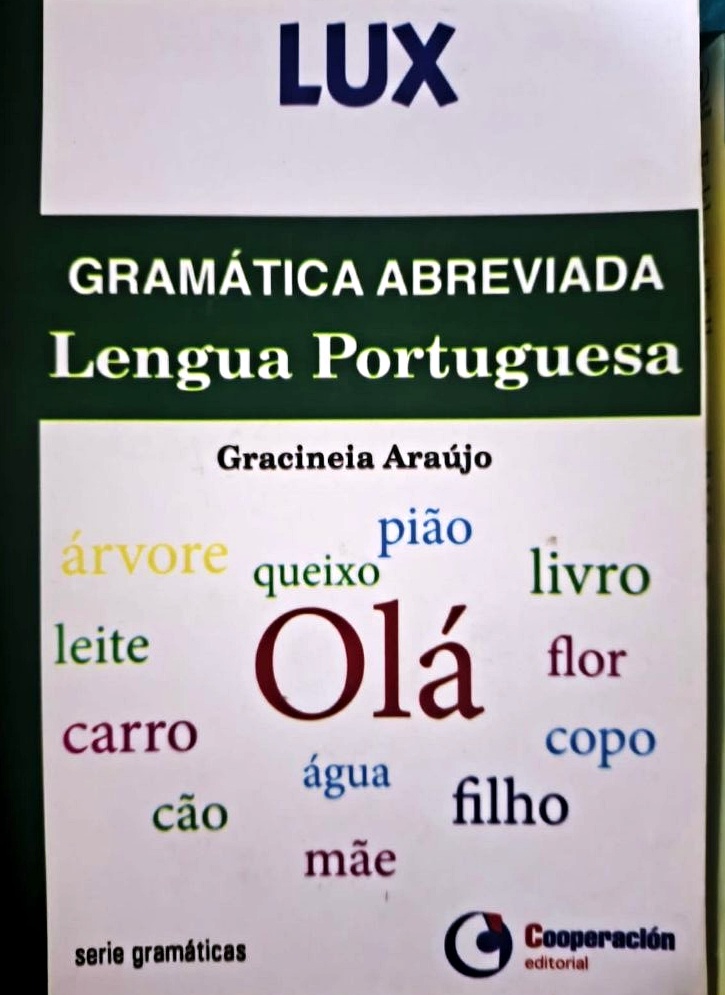 LUX
GRAMÁTICA ABREVIADA
Lengua Portuguesa
Gracineia Araújo
pião
árvore
queixo
livro
Olá
leite
flor
carro
copo
água
filho
cão
mãe
serie gramáticas
Cooperación
editorial